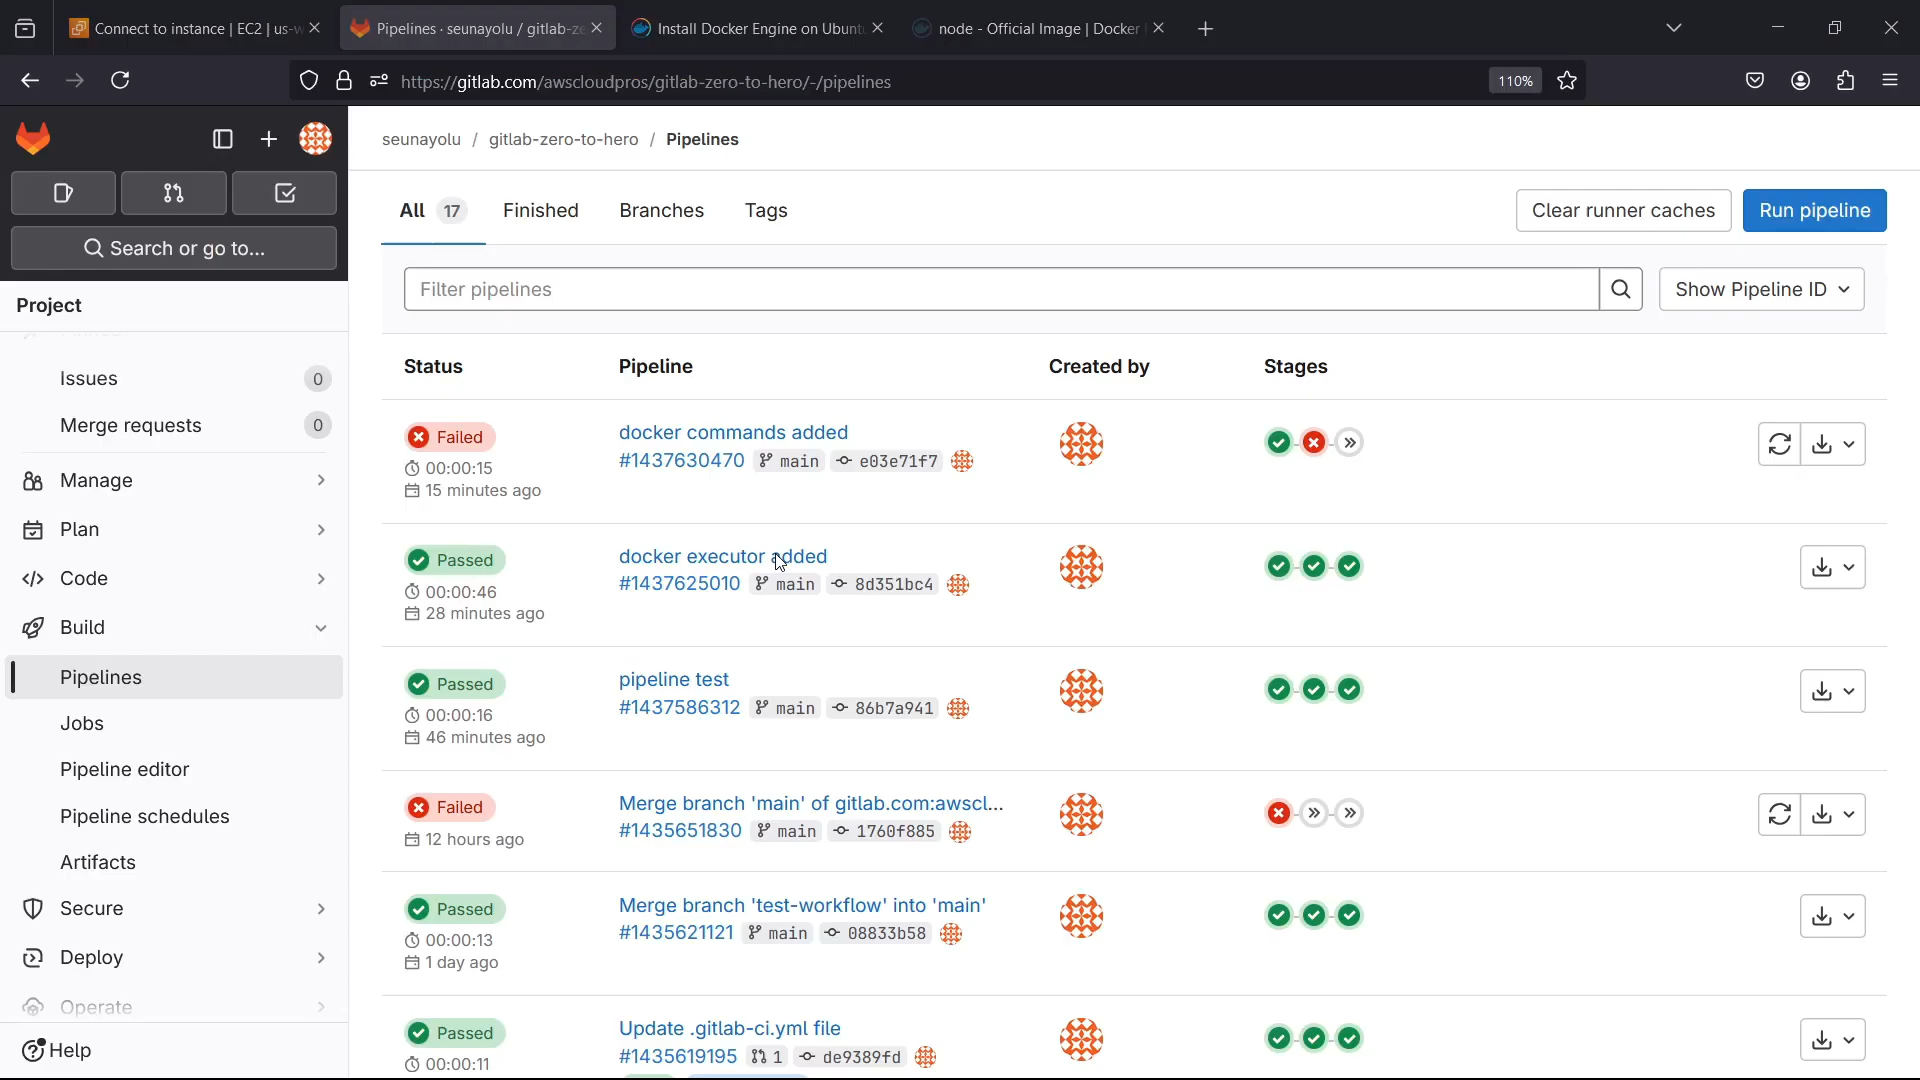 Connect to instance | EC2 | us-w
Pipelines · seunayolu / gitlab-ze
Install Docker Engine on Ubunt
node - Official Image | Docker
https://gitlab.com/awscloudpros/gitlab-zero-to-hero/-/pipelines
110%
seunayolu / gitlab-zero-to-hero / Pipelines
Search or go to...
Project
Issues 0
Merge requests 0
Manage
Plan
Code
Build
Pipelines
Jobs
Pipeline editor
Pipeline schedules
Artifacts
Secure
Deploy
Operate
Help
All 17 Finished Branches Tags
Clear runner caches Run pipeline
Filter pipelines
Show Pipeline ID
Status Pipeline Created by Stages
Failed
00:00:15
15 minutes ago
docker commands added
#1437630470 main e03e71f7
Passed
00:00:46
28 minutes ago
docker executor added
#1437625010 main 8d351bc4
Passed
00:00:16
46 minutes ago
pipeline test
#1437586312 main 86b7a941
Failed
12 hours ago
Merge branch 'main' of gitlab.com:awscl...
#1435651830 main 1760f885
Passed
00:00:13
1 day ago
Merge branch 'test-workflow' into 'main'
#1435621121 main 08833b58
Passed
00:00:11
Update .gitlab-ci.yml file
#1435619195 1 de9389fd